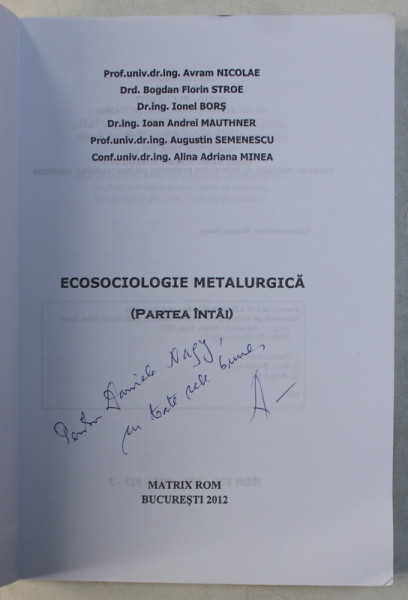 Prof.univ.dr.ing. Avram NICOLAE
Drd. Bogdan Florin STROE
Dr.ing. Ionel BORȘ
Dr.ing. Ioan Andrei MAUTHNER
Prof.univ.dr.ing. Augustin SEMENESCU
Conf.univ.dr.ing. Alina Adriana MINEA
ECOSOCIOLOGIE METALURGICĂ
(PARTEA ÎNTÂI)
Pentru Daniela Nagy,
cu toate cele bune,
MATRIX ROM
BUCUREȘTI 2012